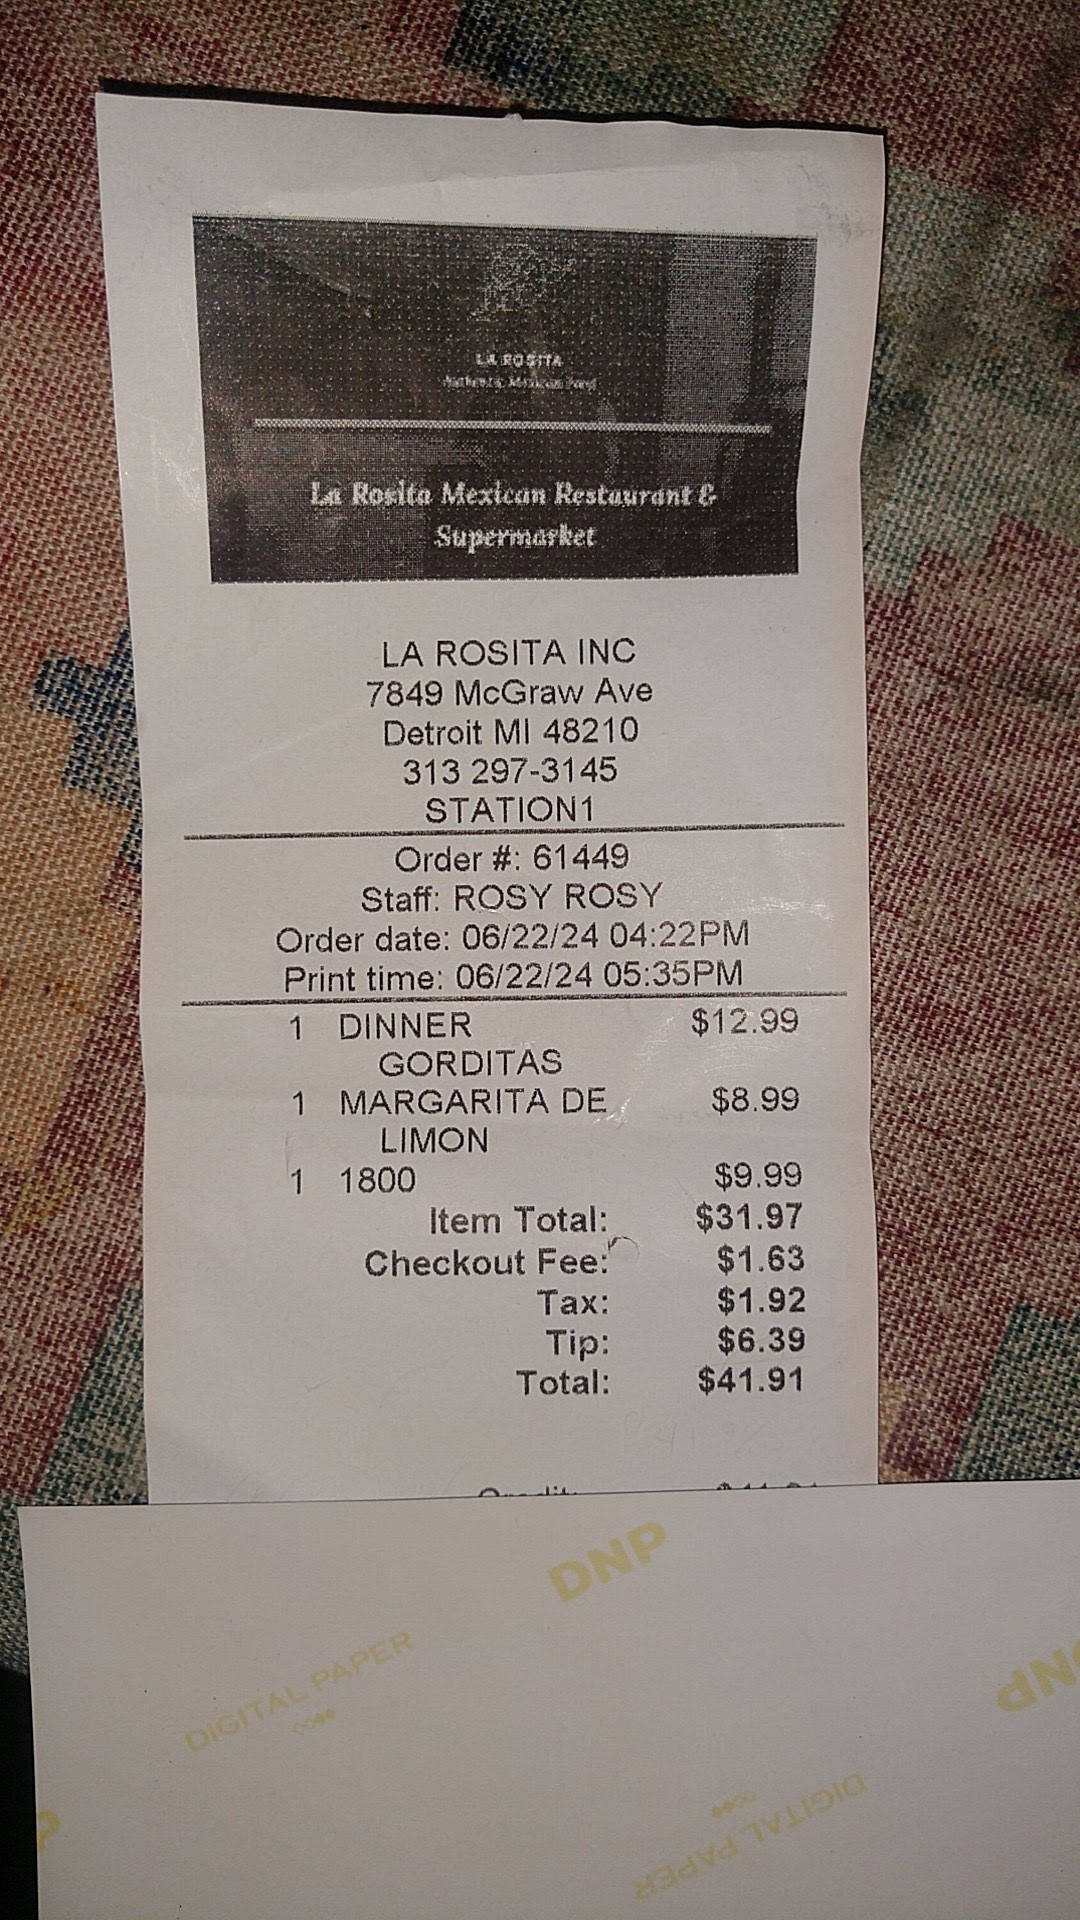 LA ROSITA
Authentic Mexican Food
La Rosita Mexican Restaurant &
Supermarket
LA ROSITA INC
7849 McGraw Ave
Detroit MI 48210
313 297-3145
STATION1
Order #: 61449
Staff: ROSY ROSY
Order date: 06/22/24 04:22PM
Print time: 06/22/24 05:35PM
1 DINNER $12.99
GORDITAS
1 MARGARITA DE $8.99
LIMON
1 1800 $9.99
Item Total: $31.97
Checkout Fee: $1.63
Tax: $1.92
Tip: $6.39
Total: $41.91
DNP
DIGITAL PAPER
DNP
DIGITAL PAPER